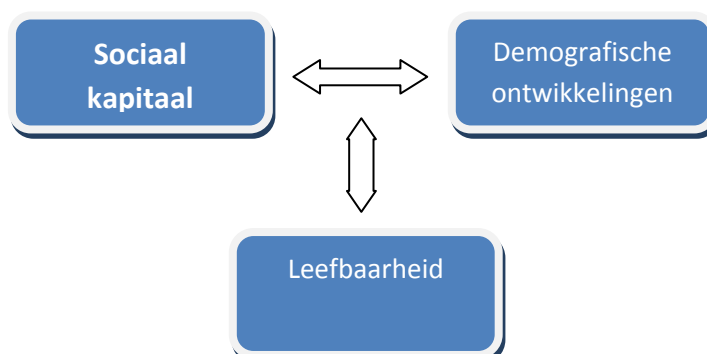 Sociaal
kapitaal
Demografische
ontwikkelingen
Leefbaarheid